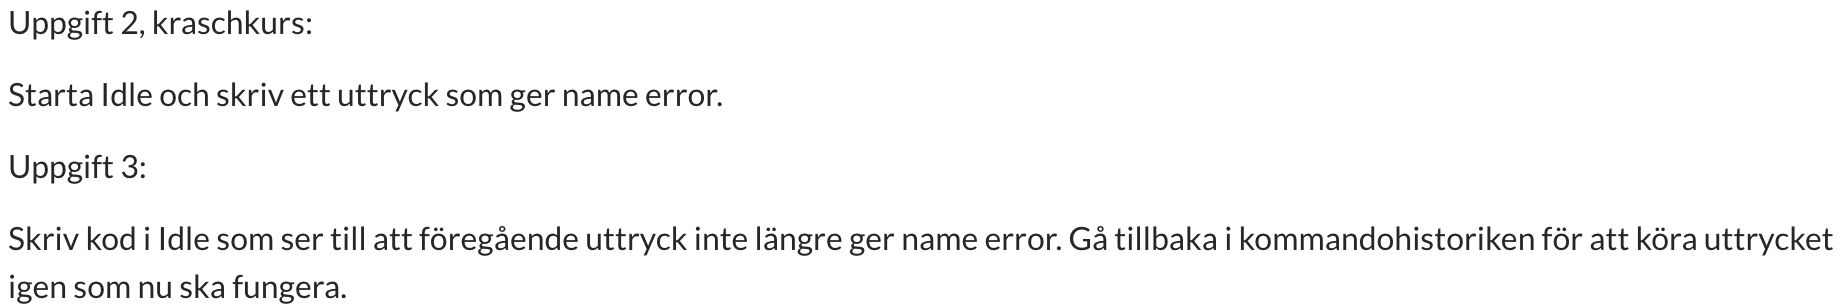 Uppgift 2, kraschkurs:
Starta Idle och skriv ett uttryck som ger name error.
Uppgift 3:
Skriv kod i Idle som ser till att föregående uttryck inte längre ger name error. Gå tillbaka i kommandohistoriken för att köra uttrycket
igen som nu ska fungera.